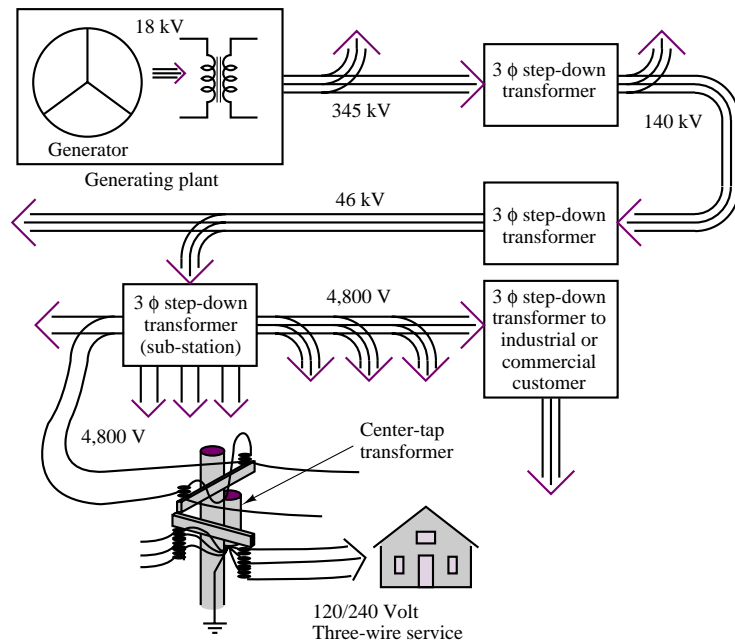 18 kV
Generator
Generating plant
345 kV
3 ϕ step-down
transformer
140 kV
46 kV
3 ϕ step-down
transformer
3 ϕ step-down
transformer
(sub-station)
4,800 V
3 ϕ step-down
transformer to
industrial or
commercial
customer
4,800 V
Center-tap
transformer
120/240 Volt
Three-wire service